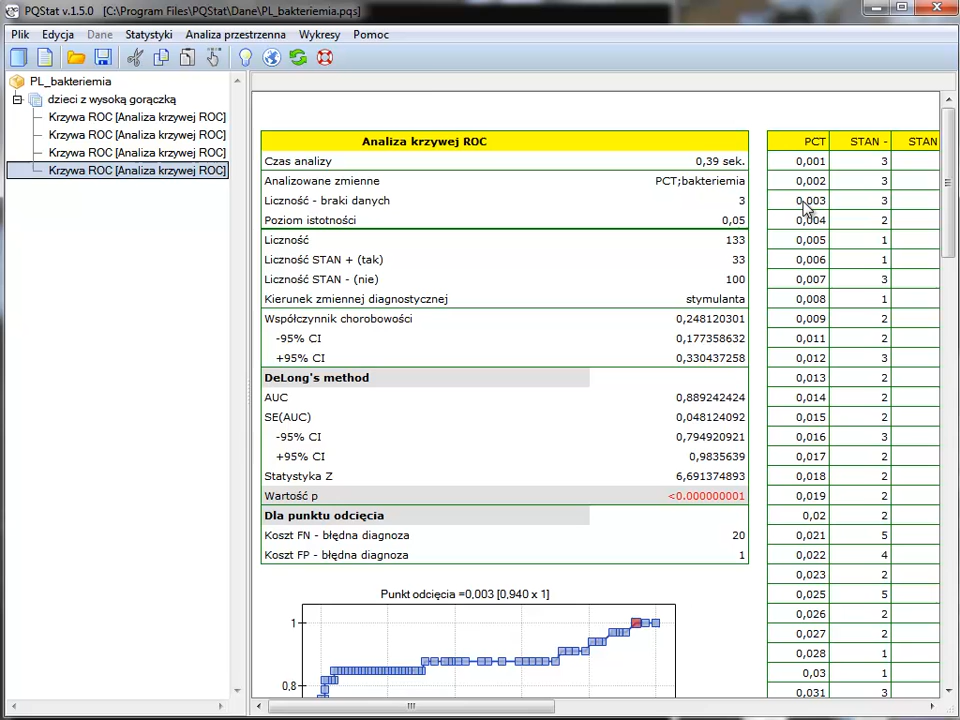 PQStat v.1.5.0 [C:\Program Files\PQStat\Dane\PL_bakteriemia.pqs]
Plik Edycja Dane Statystyki Analiza przestrzenna Wykresy Pomoc
PL_bakteriemia
dzieci z wysoką gorączką
Krzywa ROC [Analiza krzywej ROC]
Krzywa ROC [Analiza krzywej ROC]
Krzywa ROC [Analiza krzywej ROC]
Krzywa ROC [Analiza krzywej ROC]
Analiza krzywej ROC
Czas analizy 0,39 sek.
Analizowane zmienne PCT;bakteriemia
Liczność - braki danych 3
Poziom istotności 0,05
Liczność 133
Liczność STAN + (tak) 33
Liczność STAN - (nie) 100
Kierunek zmiennej diagnostycznej stymulanta
Współczynnik chorobowości 0,248120301
-95% CI 0,177358632
+95% CI 0,330437258
DeLong's method
AUC 0,889242424
SE(AUC) 0,048124092
-95% CI 0,794920921
+95% CI 0,9835639
Statystyka Z 6,691374893
Wartość p <0.000000001
Dla punktu odcięcia
Koszt FN - błędna diagnoza 20
Koszt FP - błędna diagnoza 1
Punkt odcięcia =0,003 [0,940 x 1]
1
0,8
PCT STAN - STAN
0,001 3
0,002 3
0,003 3
0,004 2
0,005 1
0,006 1
0,007 3
0,008 1
0,009 2
0,011 2
0,012 3
0,013 2
0,014 2
0,015 2
0,016 3
0,017 2
0,018 2
0,019 2
0,02 2
0,021 5
0,022 4
0,023 2
0,025 5
0,026 2
0,027 2
0,028 1
0,03 1
0,031 3